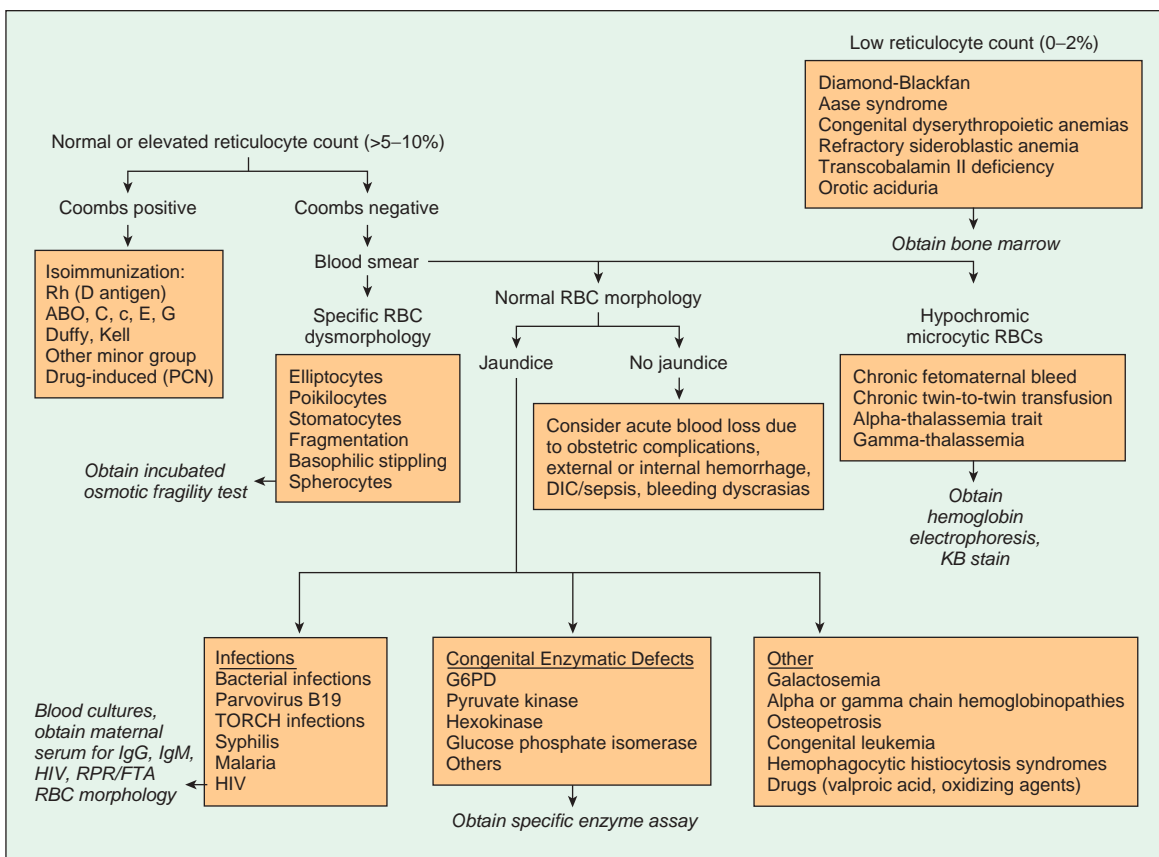 Low reticulocyte count (0–2%)
Diamond-Blackfan
Aase syndrome
Congenital dyserythropoietic anemias
Refractory sideroblastic anemia
Transcobalamin II deficiency
Orotic aciduria
Obtain bone marrow
Normal or elevated reticulocyte count (>5–10%)
Coombs positive
Coombs negative
Isoimmunization:
Rh (D antigen)
ABO, C, c, E, G
Duffy, Kell
Other minor group
Drug-induced (PCN)
Blood smear
Specific RBC
dysmorphology
Elliptocytes
Poikilocytes
Stomatocytes
Fragmentation
Basophilic stippling
Spherocytes
Obtain incubated
osmotic fragility test
Normal RBC morphology
Jaundice
No jaundice
Consider acute blood loss due
to obstetric complications,
external or internal hemorrhage,
DIC/sepsis, bleeding dyscrasias
Hypochromic
microcytic RBCs
Chronic fetomaternal bleed
Chronic twin-to-twin transfusion
Alpha-thalassemia trait
Gamma-thalassemia
Obtain
hemoglobin
electrophoresis,
KB stain
Infections
Bacterial infections
Parvovirus B19
TORCH infections
Syphilis
Malaria
HIV
Blood cultures,
obtain maternal
serum for IgG, IgM,
HIV, RPR/FTA
RBC morphology
Congenital Enzymatic Defects
G6PD
Pyruvate kinase
Hexokinase
Glucose phosphate isomerase
Others
Obtain specific enzyme assay
Other
Galactosemia
Alpha or gamma chain hemoglobinopathies
Osteopetrosis
Congenital leukemia
Hemophagocytic histiocytosis syndromes
Drugs (valproic acid, oxidizing agents)